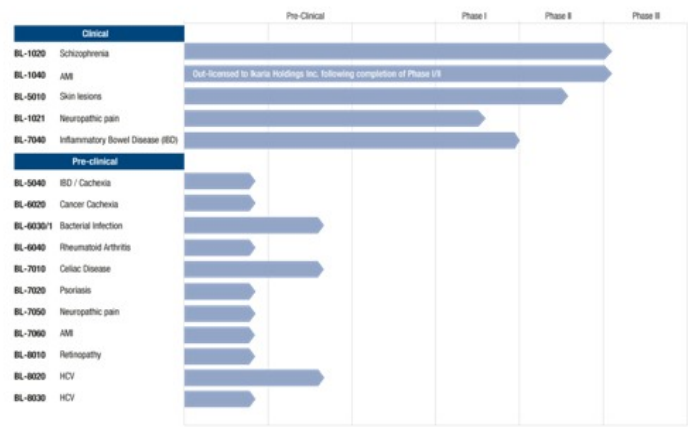 Pre-Clinical Phase I Phase II Phase III
Clinical
BL-1020 Schizophrenia
BL-1040 AMI Out-licensed to Ikaria Holdings Inc. following completion of Phase I/II
BL-5010 Skin lesions
BL-1021 Neuropathic pain
BL-7040 Inflammatory Bowel Disease (IBD)
Pre-clinical
BL-5040 IBD / Cachexia
BL-6020 Cancer Cachexia
BL-6030/1 Bacterial Infection
BL-6040 Rheumatoid Arthritis
BL-7010 Celiac Disease
BL-7020 Psoriasis
BL-7050 Neuropathic pain
BL-7060 AMI
BL-8010 Retinopathy
BL-8020 HCV
BL-8030 HCV